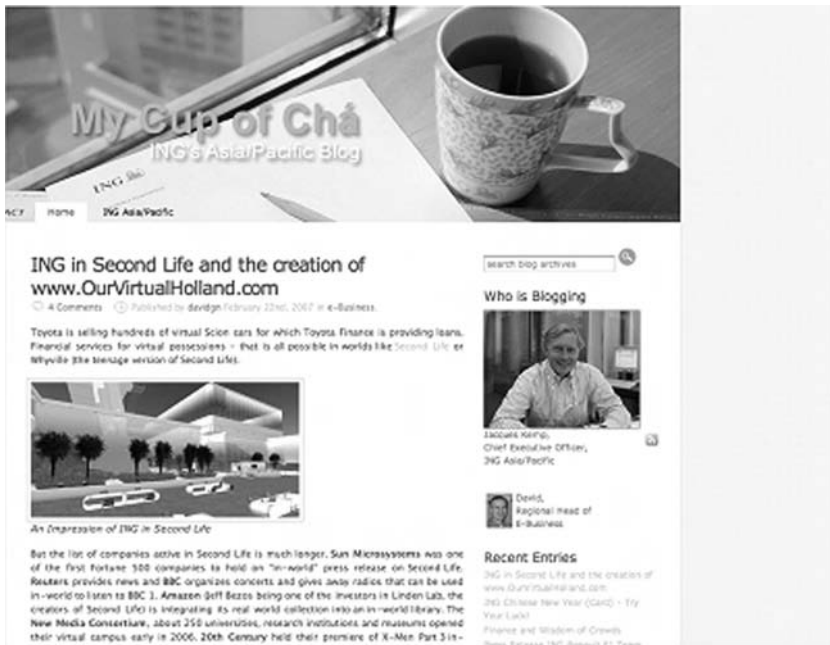 My Cup of Chá
ING's Asia/Pacific Blog
ING
ACT Home ING Asia/Pacific
ING in Second Life and the creation of
www.OurVirtualHolland.com
4 Comments Published by davidgn February 22nd, 2007 in e-Business.
Toyota is selling hundreds of virtual Scion cars for which Toyota Finance is providing loans.
Financial services for virtual possessions - that is all possible in worlds like Second Life or
Whyville (the teenage version of Second Life).
An Impression of ING in Second Life
But the list of companies active in Second Life is much longer. Sun Microsystems was one
of the first Fortune 500 companies to hold an "in-world" press release on Second Life.
Reuters provides news and BBC organizes concerts and gives away radios that can be used
in-world to listen to BBC 1. Amazon (Jeff Bezos being one of the investors in Linden Lab, the
creators of Second Life) is integrating its real world collection into an in-world library. The
New Media Consortium, about 250 universities, research institutions and museums opened
their virtual campus early in 2006. 20th Century held their premiere of X-Men Part 3 in-
search blog archives
Who is Blogging
Jacques Kemp,
Chief Executive Officer,
ING Asia/Pacific
David,
Regional Head of
E-Business
Recent Entries
ING in Second Life and the creation of
www.OurVirtualHolland.com
ING Chinese New Year (Card) - Try
Your Luck!
Finance and Wisdom of Crowds